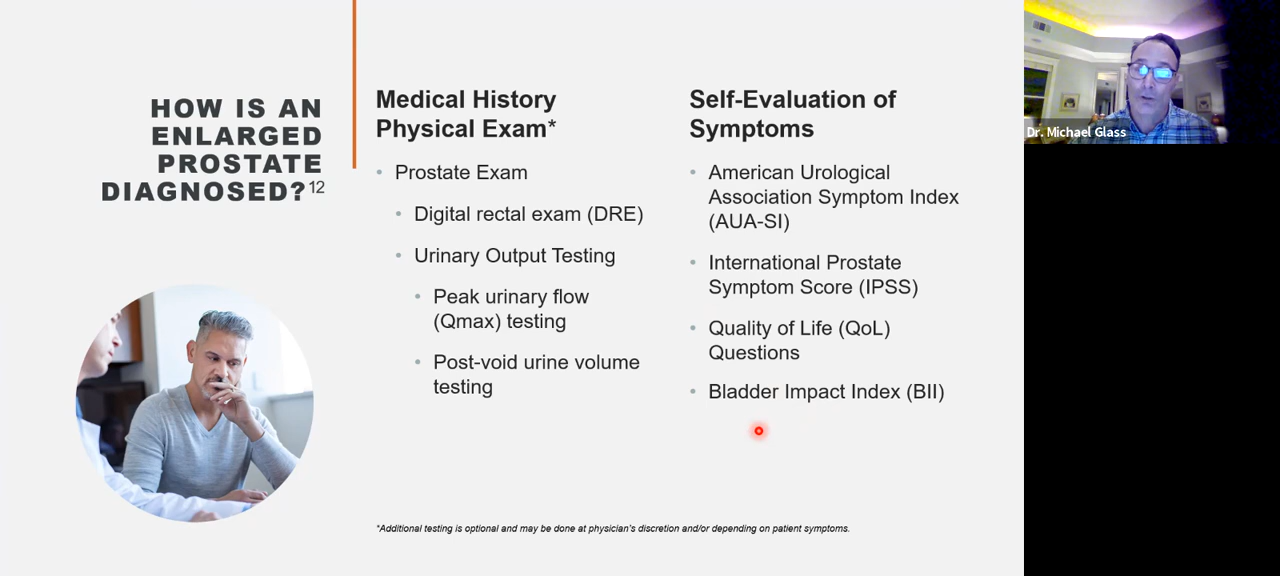 HOW IS AN
ENLARGED
PROSTATE
DIAGNOSED?12
Medical History
Physical Exam*
• Prostate Exam
• Digital rectal exam (DRE)
• Urinary Output Testing
• Peak urinary flow
(Qmax) testing
• Post-void urine volume
testing
Self-Evaluation of
Symptoms
• American Urological
Association Symptom Index
(AUA-SI)
• International Prostate
Symptom Score (IPSS)
• Quality of Life (QoL)
Questions
• Bladder Impact Index (BII)
*Additional testing is optional and may be done at physician's discretion and/or depending on patient symptoms.
Dr. Michael Glass